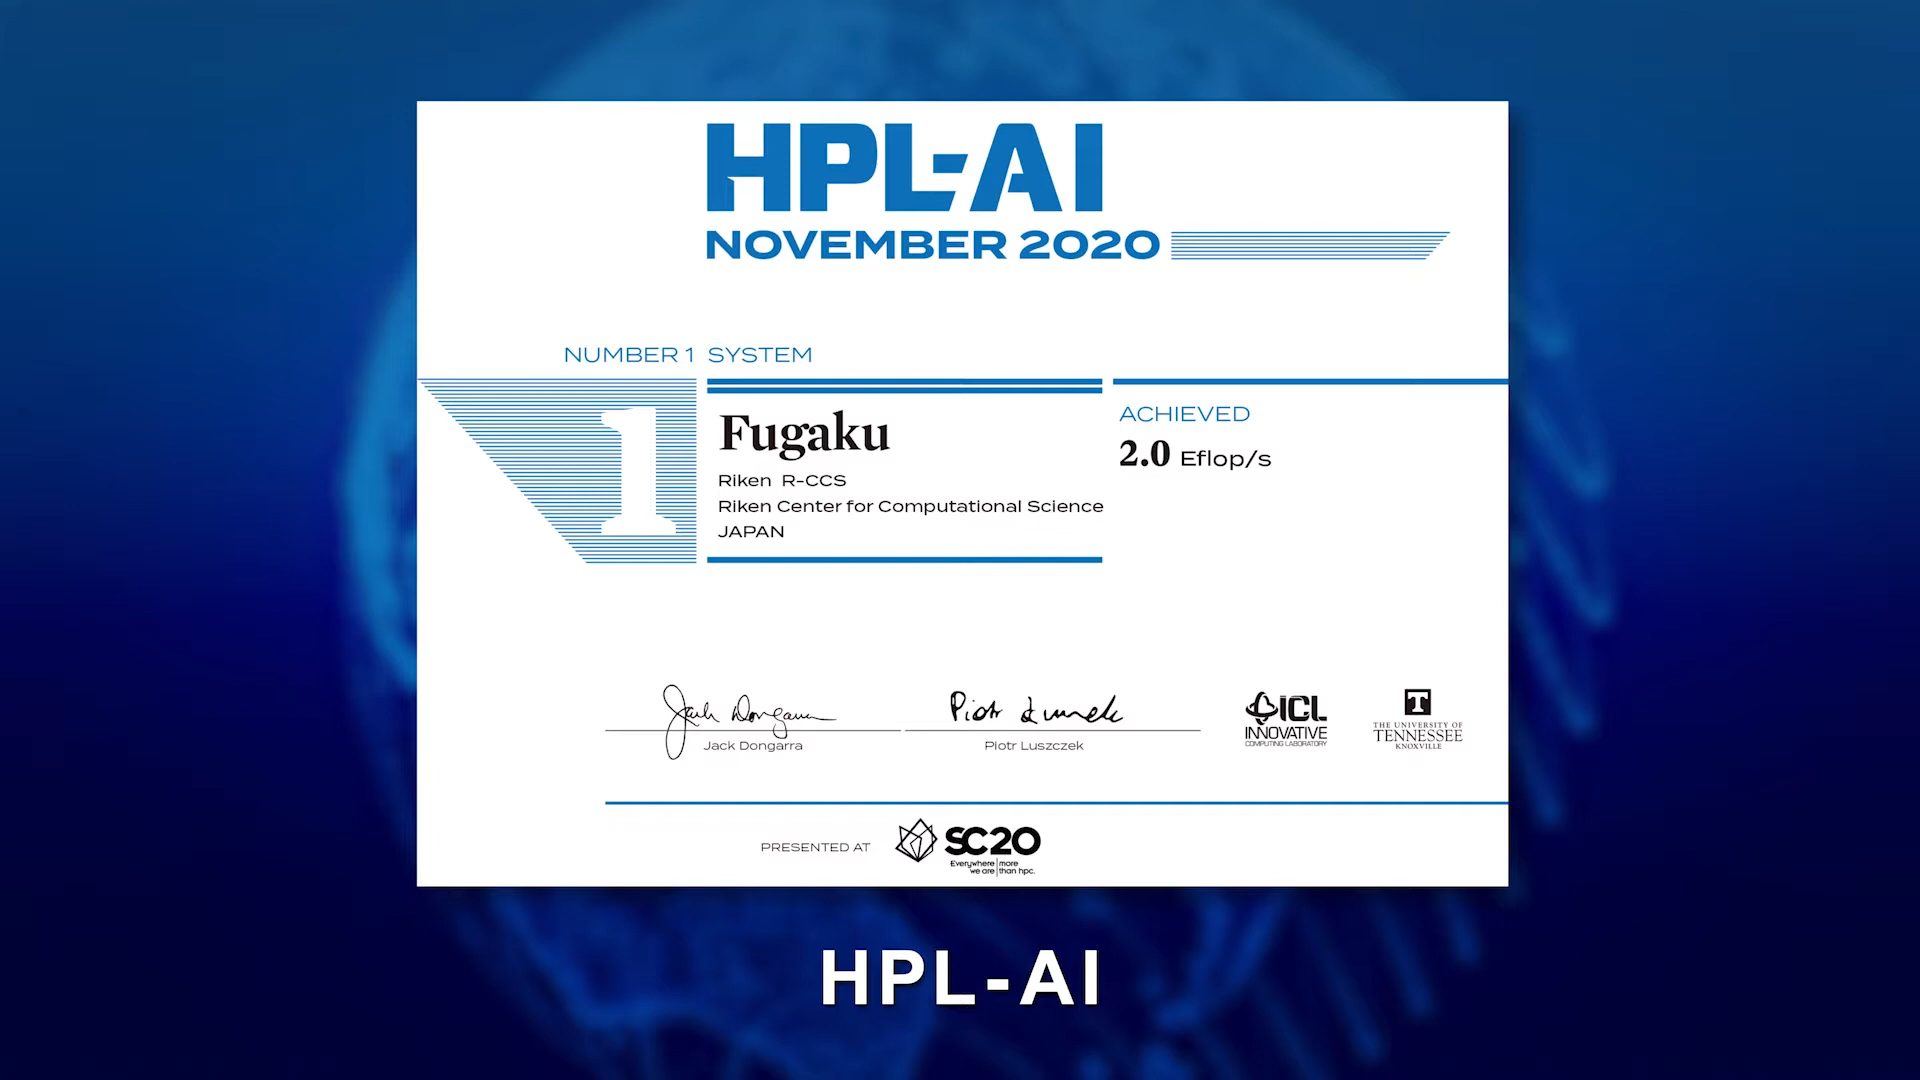 HPL-AI
NOVEMBER 2020
NUMBER 1 SYSTEM
1
Fugaku
Riken R-CCS
Riken Center for Computational Science
JAPAN
ACHIEVED
2.0 Eflop/s
Jack Dongarra
Jack Dongarra
Piotr Luszczek
ICL
INNOVATIVE
COMPUTING LABORATORY
T
THE UNIVERSITY OF
TENNESSEE
KNOXVILLE
PRESENTED AT
SC20
Everywhere more
we are than hpc.
HPL-AI